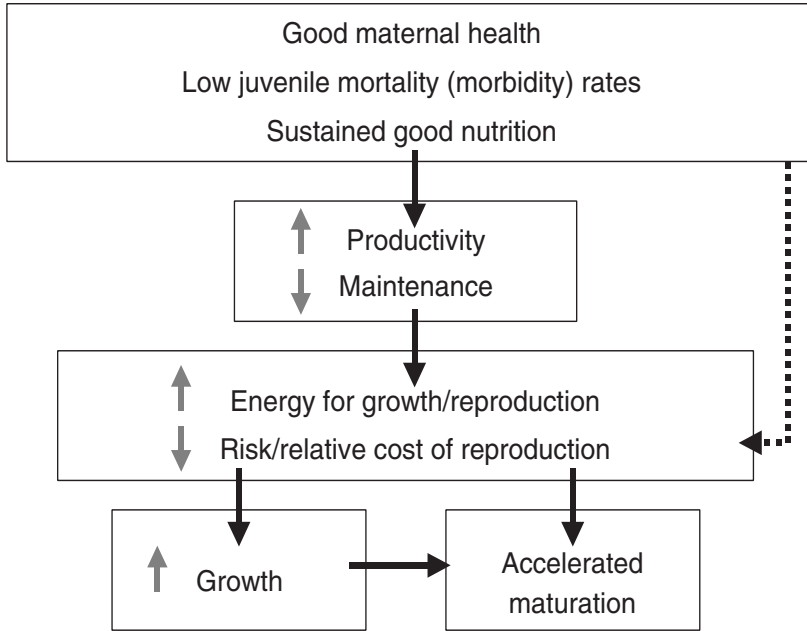 Good maternal health
Low juvenile mortality (morbidity) rates
Sustained good nutrition
Productivity
Maintenance
Energy for growth/reproduction
Risk/relative cost of reproduction
Growth
Accelerated
maturation